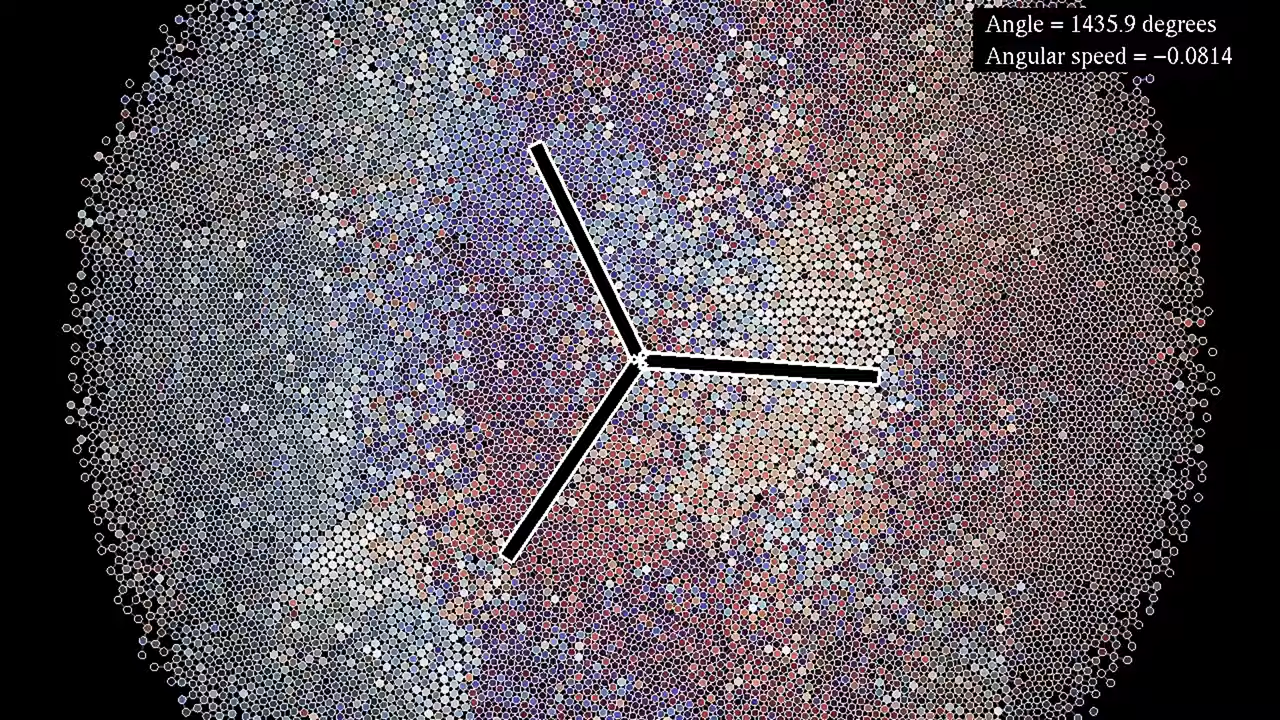 Angle = 1435.9 degrees
Angular speed = −0.0814